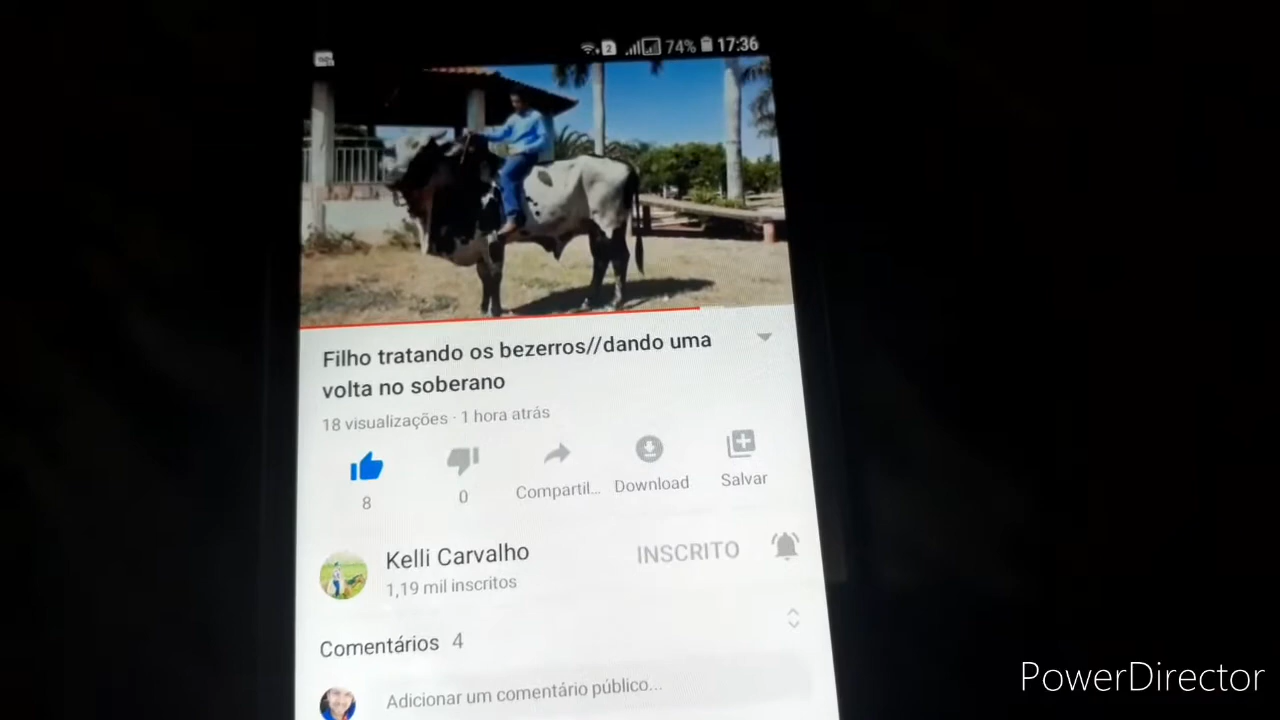 2 74% 17:36
Filho tratando os bezerros//dando uma
volta no soberano
18 visualizações · 1 hora atrás
8
0
Compartil...
Download
Salvar
Kelli Carvalho
INSCRITO
1,19 mil inscritos
Comentários 4
Adicionar um comentário público...
PowerDirector